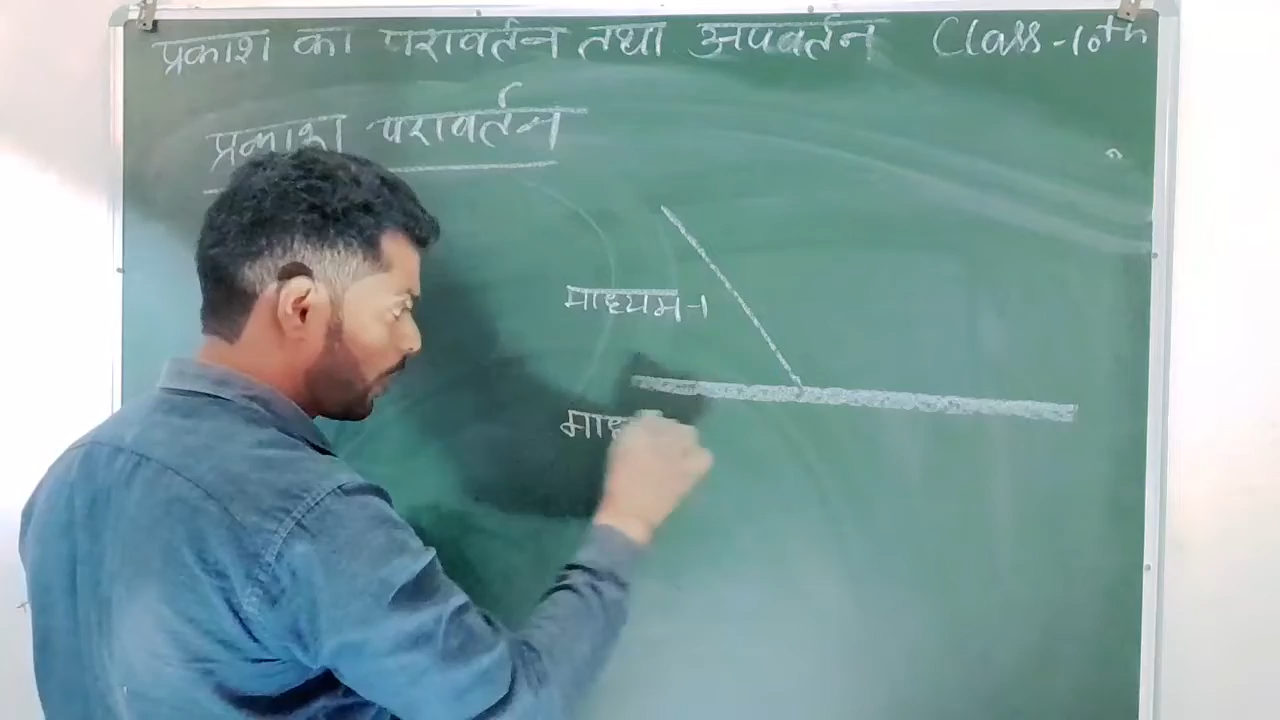 प्रकाश का परावर्तन तथा अपवर्तन Class-10th
प्रकाश परावर्तन
माध्यम-1
माध्